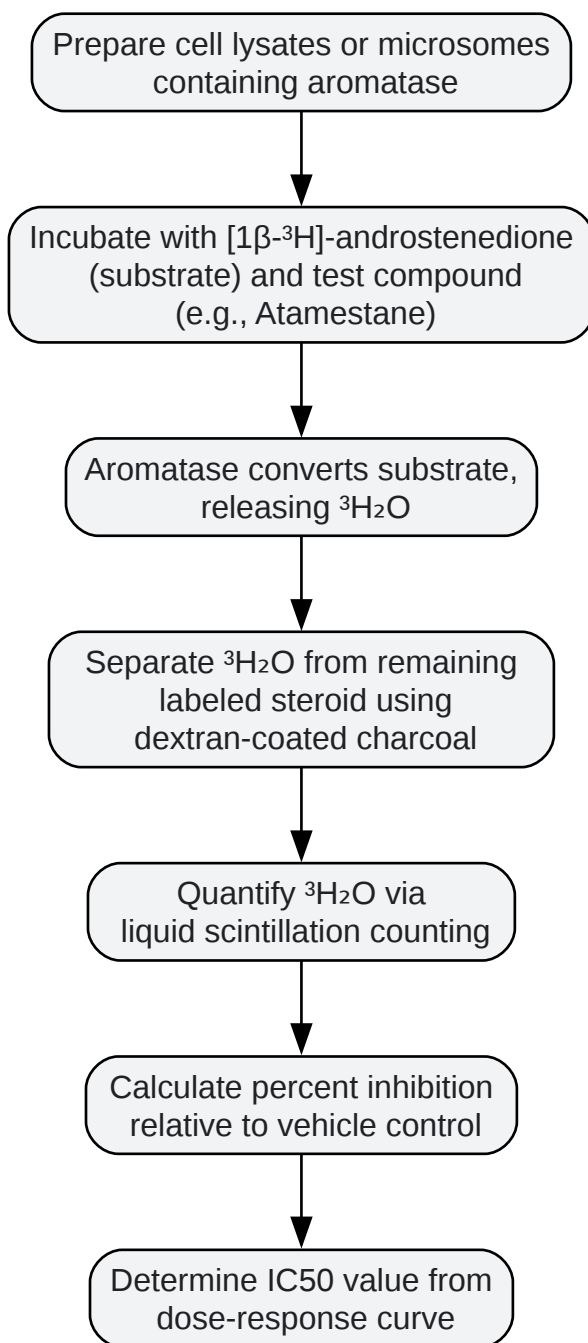 Prepare cell lysates or microsomes
containing aromatase
Incubate with [1β-³H]-androstenedione
(substrate) and test compound
(e.g., Atamestane)
Aromatase converts substrate,
releasing ³H₂O
Separate ³H₂O from remaining
labeled steroid using
dextran-coated charcoal
Quantify ³H₂O via
liquid scintillation counting
Calculate percent inhibition
relative to vehicle control
Determine IC50 value from
dose-response curve